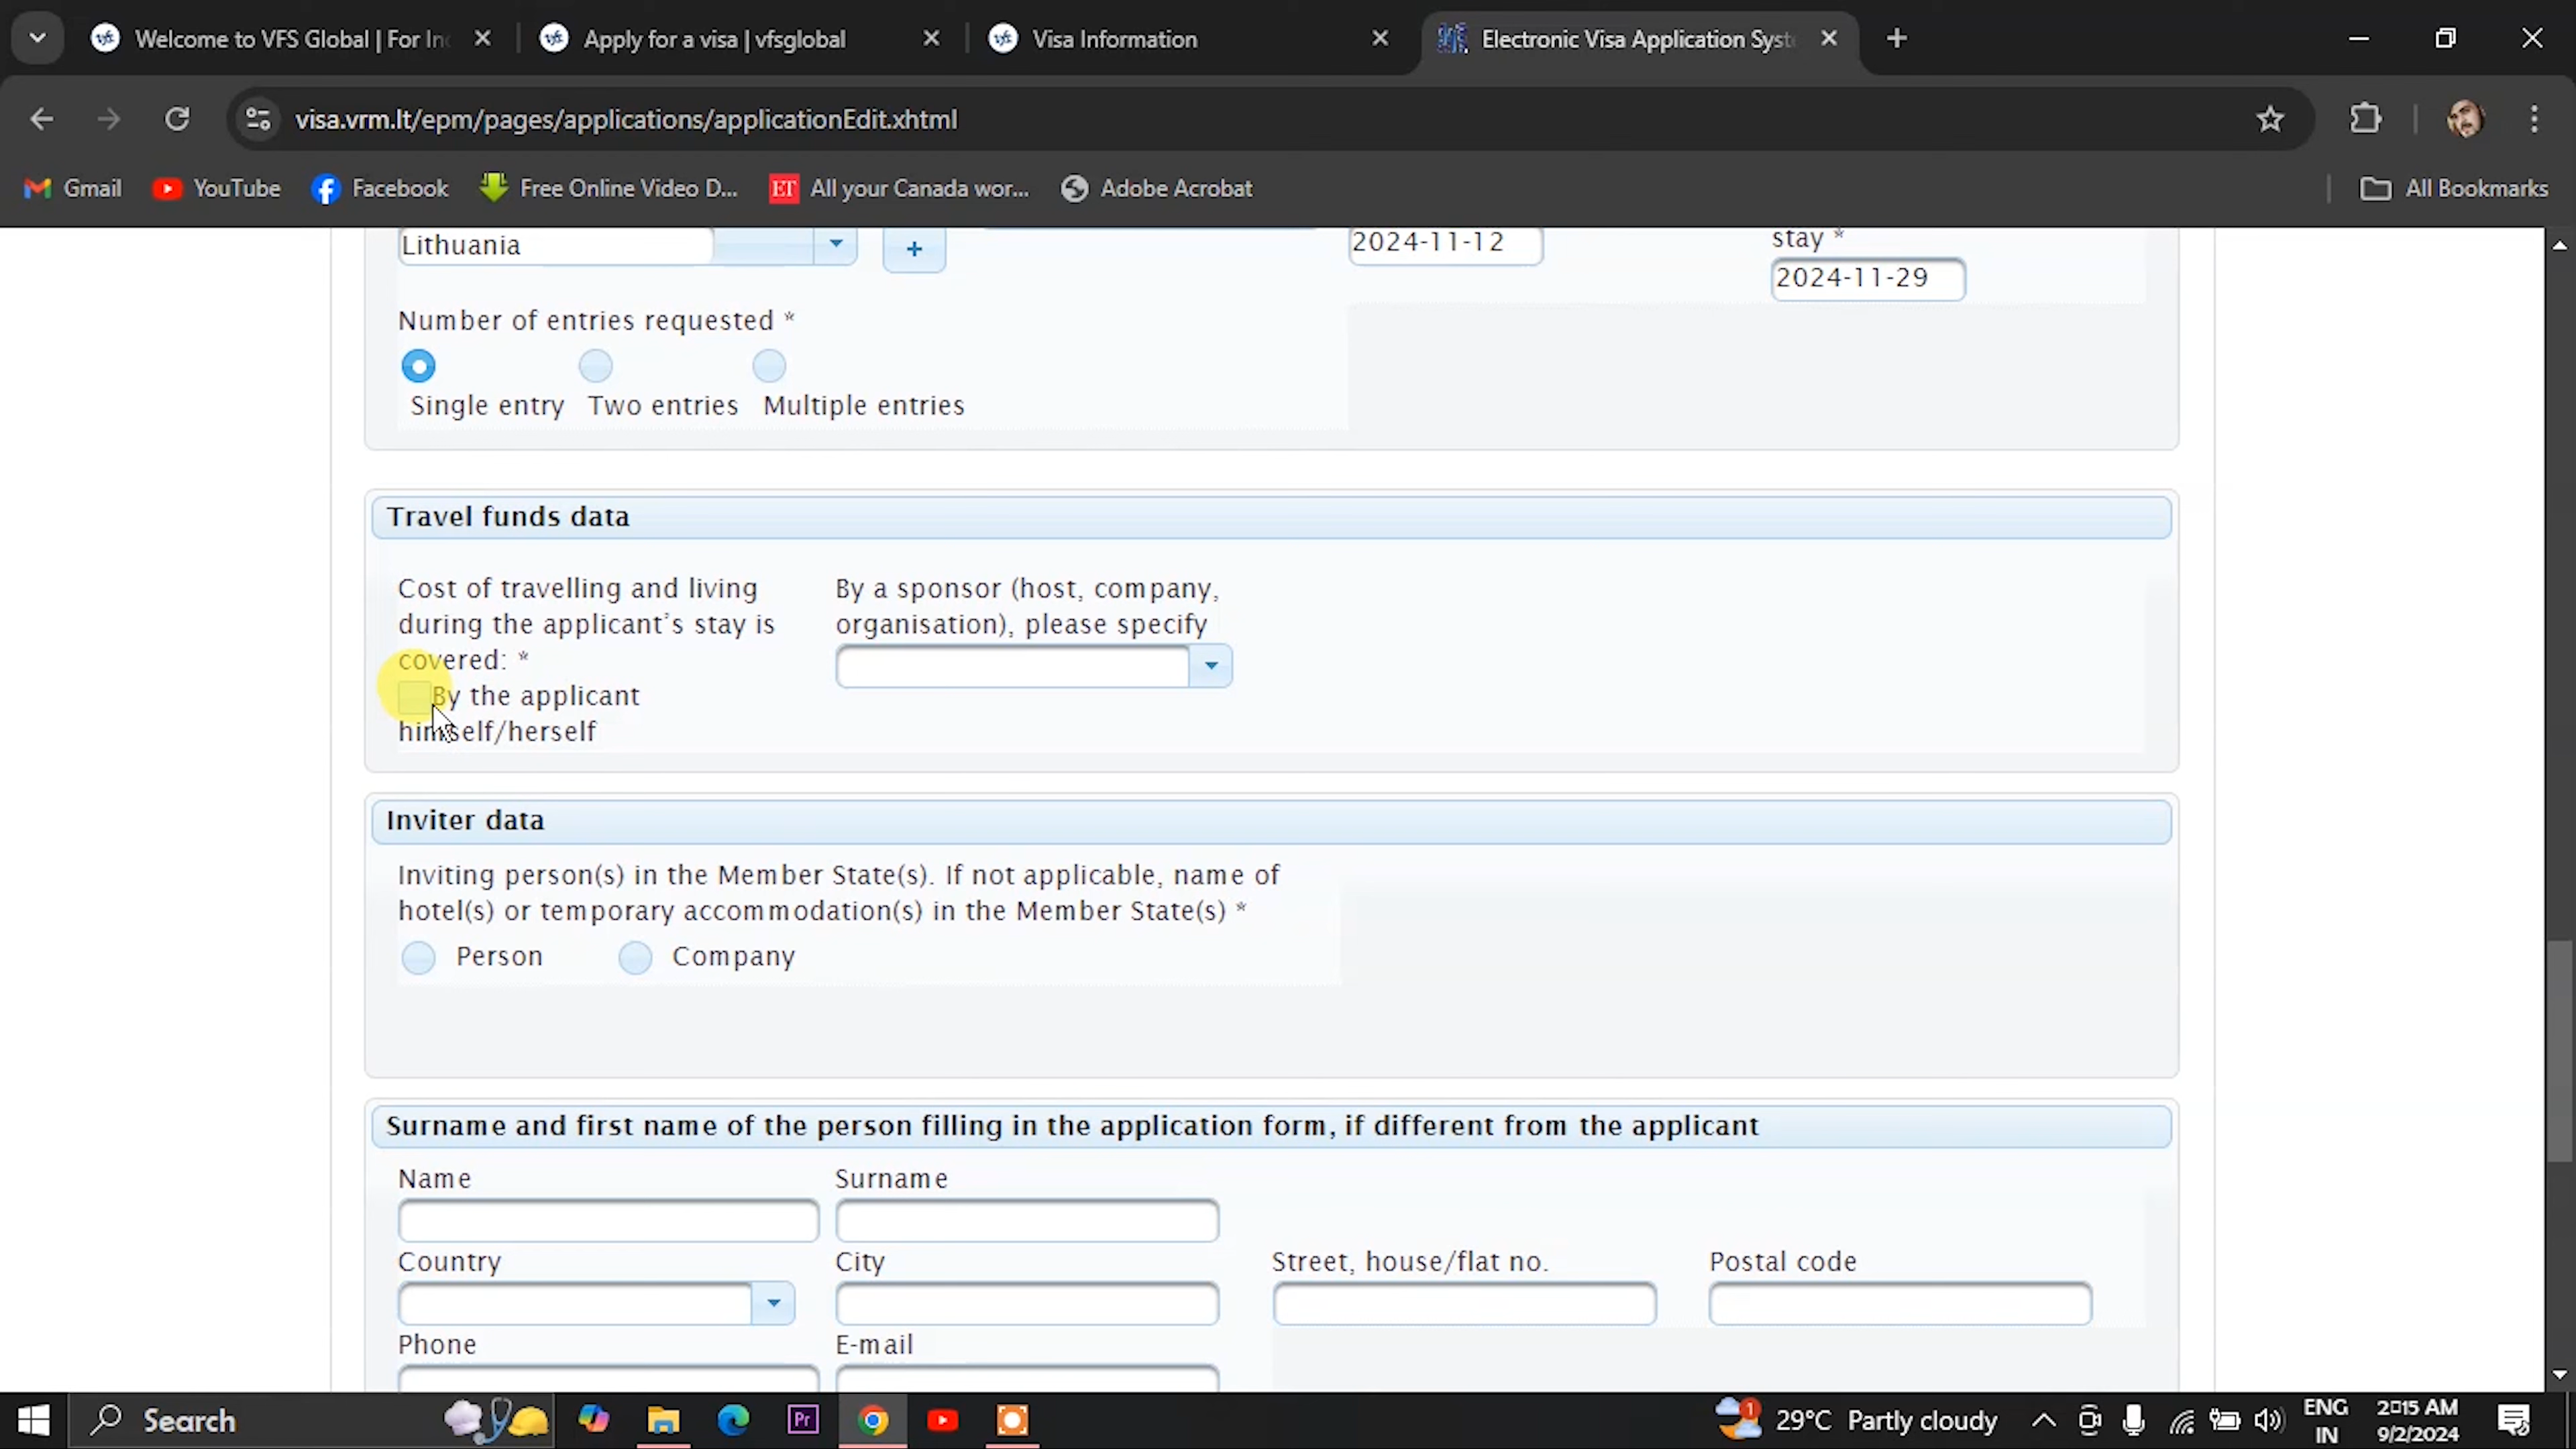 Welcome to VFS Global | For Inc
Apply for a visa | vfsglobal
Visa Information
Electronic Visa Application Syste
visa.vrm.lt/epm/pages/applications/applicationEdit.xhtml
Gmail
YouTube
Facebook
Free Online Video D...
ET
All your Canada wor...
Adobe Acrobat
All Bookmarks
Lithuania
+
2024-11-12
stay *
2024-11-29
Number of entries requested *
Single entry
Two entries
Multiple entries
Travel funds data
Cost of travelling and living
during the applicant's stay is
covered: *
By the applicant
himself/herself
By a sponsor (host, company,
organisation), please specify
Inviter data
Inviting person(s) in the Member State(s). If not applicable, name of
hotel(s) or temporary accommodation(s) in the Member State(s) *
Person
Company
Surname and first name of the person filling in the application form, if different from the applicant
Name
Surname
Country
City
Street, house/flat no.
Postal code
Phone
E-mail
Search
Pr
1
29°C Partly cloudy
ENG
IN
2:15 AM
9/2/2024